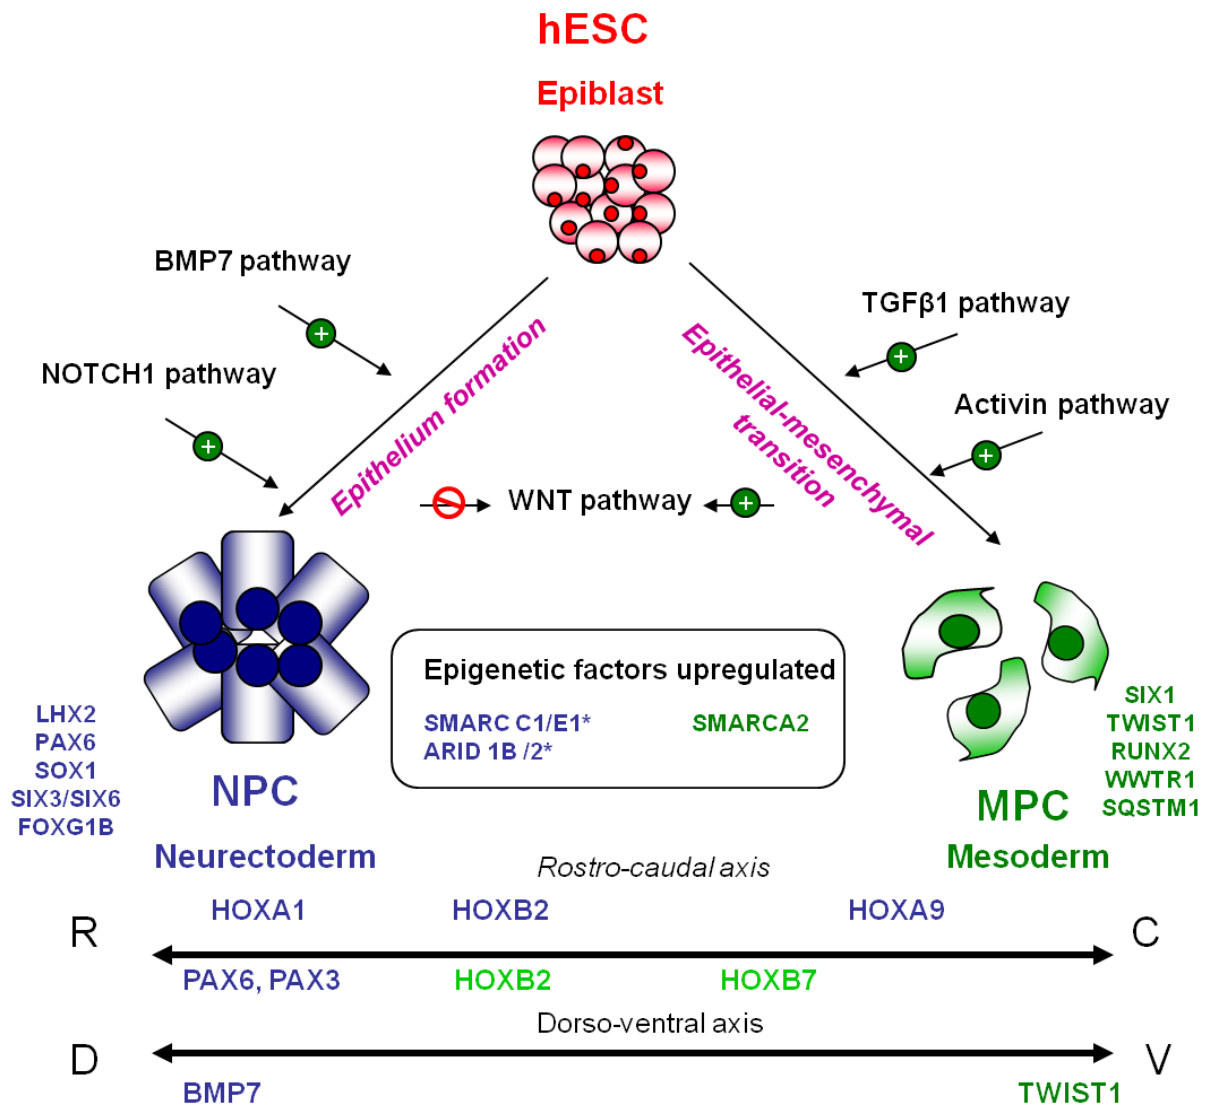 hESC
Epiblast
BMP7 pathway
TGFβ1 pathway
NOTCH1 pathway
Activin pathway
Epithelium formation
Epithelial-mesenchymal
transition
+
+
+
+
WNT pathway
+
Epigenetic factors upregulated
SMARC C1/E1*
ARID 1B /2*
SMARCA2
LHX2
PAX6
SOX1
SIX3/SIX6
FOXG1B
SIX1
TWIST1
RUNX2
WWTR1
SQSTM1
NPC
MPC
Neurectoderm
Mesoderm
Rostro-caudal axis
HOXA1 HOXB2 HOXA9
R C
PAX6, PAX3 HOXB2 HOXB7
Dorso-ventral axis
D V
BMP7 TWIST1